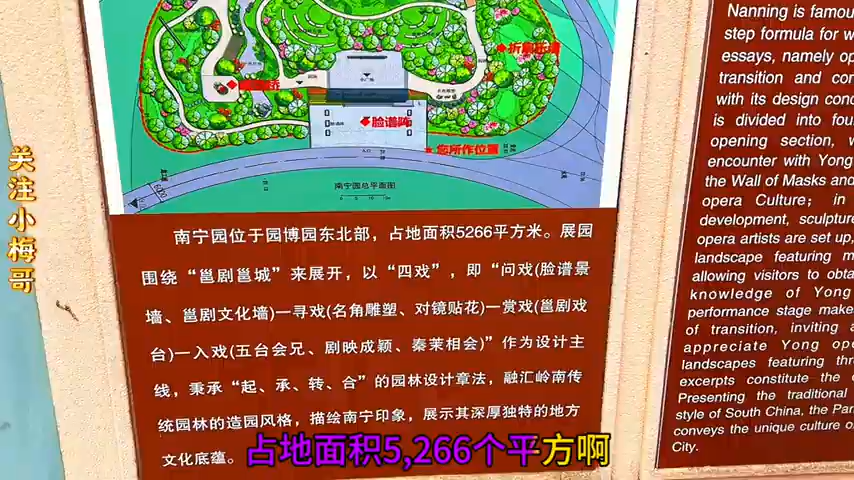 关注小梅哥
脸谱阵
您所作位置
南宁园总平面图
南宁园位于园博园东北部，占地面积5266平方米。展园
围绕“邕剧邕城”来展开，以“四戏”，即“问戏(脸谱景
墙、邕剧文化墙)—寻戏(名角雕塑、对镜贴花)—赏戏(邕剧戏
台)—入戏(五台会兄、剧映成颖、秦茉相会)”作为设计主
线，秉承“起、承、转、合”的园林设计章法，融汇岭南传
统园林的造园风格，描绘南宁印象，展示其深厚独特的地方
文化底蕴。
Nanning is famou
step formula for w
essays, namely op
transition and con
with its design conc
is divided into fou
opening section, w
encounter with Yong
the Wall of Masks and
opera Culture; in
development, sculpture
opera artists are set up,
landscape featuring m
allowing visitors to obta
knowledge of Yong
performance stage make
of transition, inviting a
appreciate Yong ope
landscapes featuring thr
excerpts constitute the c
Presenting the traditional
style of South China, the Par
conveys the unique culture o
City.
占地面积5,266个平方啊